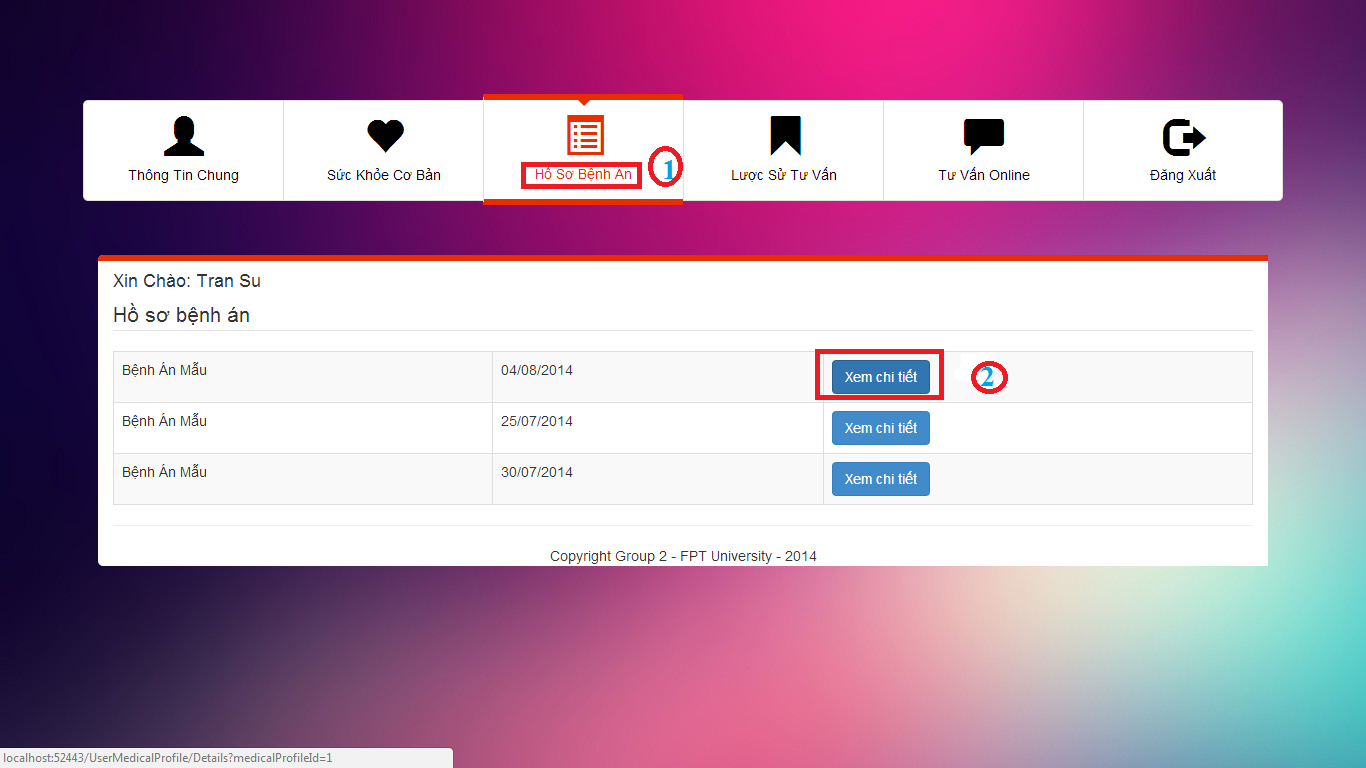 Thông Tin Chung
Sức Khỏe Cơ Bản
Hồ Sơ Bệnh Án
1
Lược Sử Tư Vấn
Tư Vấn Online
Đăng Xuất
Xin Chào: Tran Su
Hồ sơ bệnh án
Bệnh Án Mẫu 04/08/2014 Xem chi tiết 2
Bệnh Án Mẫu 25/07/2014 Xem chi tiết
Bệnh Án Mẫu 30/07/2014 Xem chi tiết
Copyright Group 2 - FPT University - 2014
localhost:52443/UserMedicalProfile/Details?medicalProfileId=1